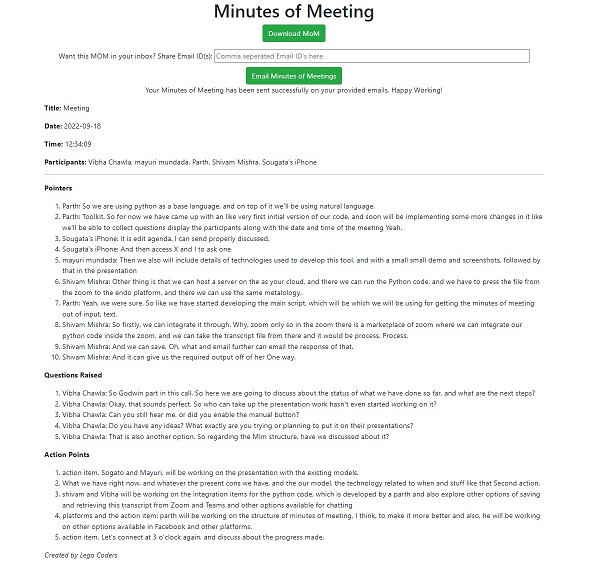 Minutes of Meeting
Download MoM
Want this MOM in your inbox? Share Email ID(s): Comma seperated Email ID's here
Email Minutes of Meetings
Your Minutes of Meeting has been sent successfully on your provided emails. Happy Working!
Title: Meeting
Date: 2022-09-18
Time: 12:34:09
Participants: Vibha Chawla, mayuri mundada, Parth, Shivam Mishra, Sougata's iPhone
Pointers
1. Parth: So we are using python as a base language, and on top of it we'll be using natural language.
2. Parth: Toolkit. So for now we have came up with an like very first initial version of our code, and soon will be implementing some more changes in it like
we'll be able to collect questions display the participants along with the date and time of the meeting Yeah.
3. Sougata's iPhone: it is edit agenda. I can send properly discussed.
4. Sougata's iPhone: And then access X and I to ask one
5. mayuri mundada: Then we also will include details of technologies used to develop this tool, and with a small small demo and screenshots, followed by
that in the presentation
6. Shivam Mishra: Other thing is that we can host a server on the as your cloud, and there we can run the Python code, and we have to press the file from
the zoom to the endo platform, and there we can use the same metalology.
7. Parth: Yeah, we were sure. So like we have started developing the main script, which will be which we will be using for getting the minutes of meeting
out of input, text.
8. Shivam Mishra: So firstly, we can integrate it through. Why, zoom only so in the zoom there is a marketplace of zoom where we can integrate our
python code inside the zoom, and we can take the transcript file from there and it would be process. Process.
9. Shivam Mishra: And we can save. Oh, what and email further can email the response of that.
10. Shivam Mishra: And it can give us the required output off of her One way.
Questions Raised
1. Vibha Chawla: So Godwin part in this call. So here we are going to discuss about the status of what we have done so far, and what are the next steps?
2. Vibha Chawla: Okay, that sounds perfect. So who can take up the presentation work hasn't even started working on it?
3. Vibha Chawla: Can you still hear me, or did you enable the manual button?
4. Vibha Chawla: Do you have any ideas? What exactly are you trying or planning to put it on their presentations?
5. Vibha Chawla: That is also another option. So regarding the Mlm structure, have we discussed about it?
Action Points
1. action item, Sogato and Mayuri, will be working on the presentation with the existing models.
2. What we have right now, and whatever the present cons we have, and the our model, the technology related to when and stuff like that Second action.
3. shivam and Vibha will be working on the integration items for the python code, which is developed by a parth and also explore other options of saving
and retrieving this transcript from Zoom and Teams and other options available for chatting
4. platforms and the action item: parth will be working on the structure of minutes of meeting. I think, to make it more better and also, he will be working
on other options available in Facebook and other platforms.
5. action item. Let's connect at 3 o'clock again, and discuss about the progress made.
Created by Lego Coders